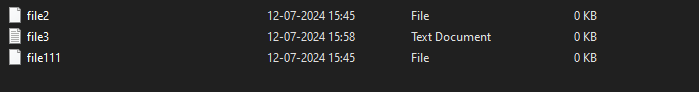 file2 12-07-2024 15:45 File 0 KB
file3 12-07-2024 15:58 Text Document 0 KB
file111 12-07-2024 15:45 File 0 KB